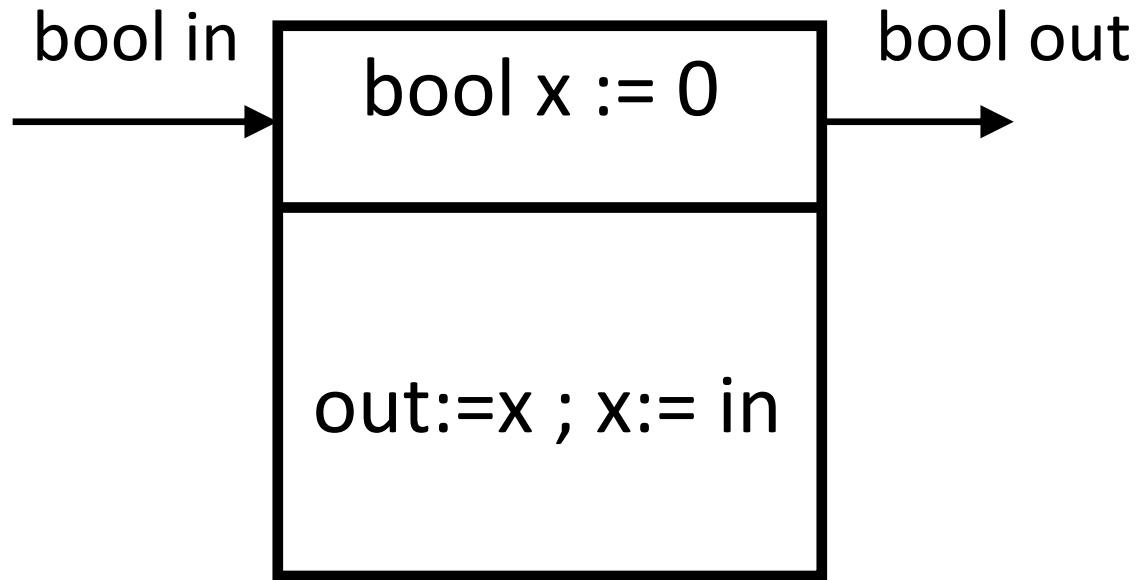 bool in
bool x := 0
bool out
out:=x ; x:= in